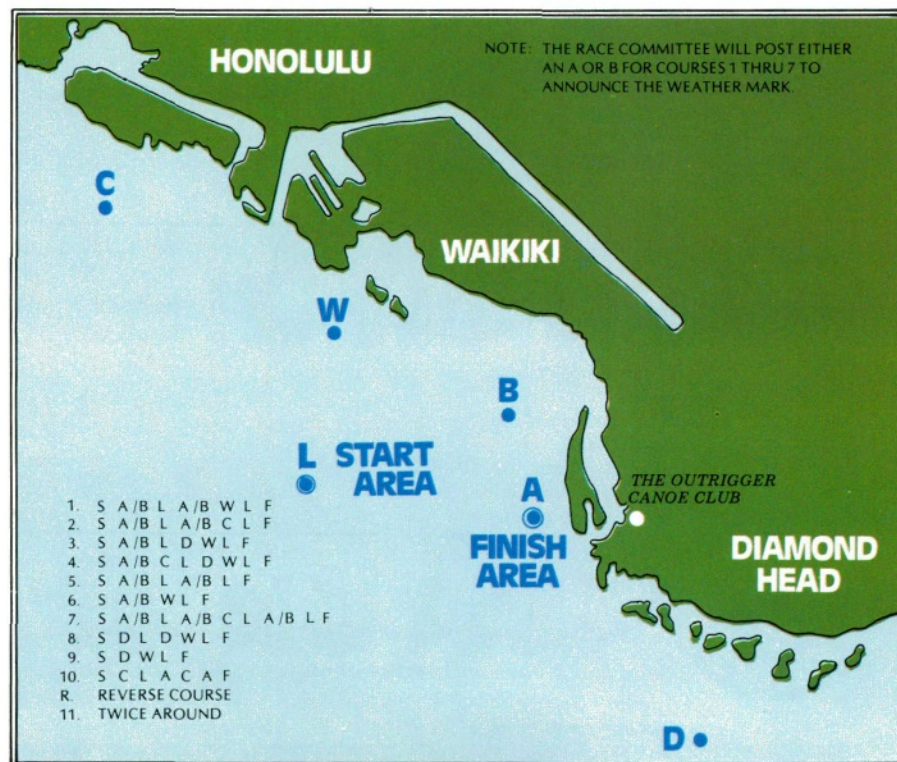 HONOLULU
NOTE: THE RACE COMMITTEE WILL POST EITHER
AN A OR B FOR COURSES 1 THRU 7 TO
ANNOUNCE THE WEATHER MARK.
C
WAIKIKI
W
B
L START
AREA
A
FINISH
AREA
THE OUTRIGGER
CANOE CLUB
DIAMOND
HEAD
1. S A/B L A/B W L F
2. S A/B L A/B C L F
3. S A/B L D W L F
4. S A/B C L D W L F
5. S A/B L A/B L F
6. S A/B W L F
7. S A/B L A/B C L A/B L F
8. S D L D W L F
9. S D W L F
10. S C L A C A F
R. REVERSE COURSE
11. TWICE AROUND
D